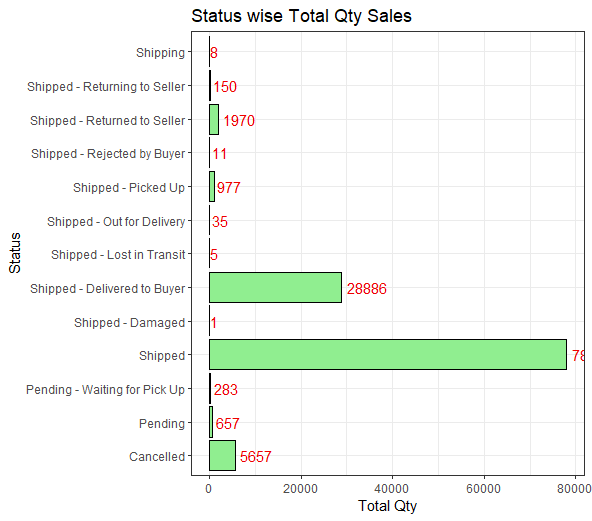 Status wise Total Qty Sales
Shipping 8
Shipped - Returning to Seller 150
Shipped - Returned to Seller 1970
Shipped - Rejected by Buyer 11
Shipped - Picked Up 977
Shipped - Out for Delivery 35
Shipped - Lost in Transit 5
Shipped - Delivered to Buyer 28886
Shipped - Damaged 1
Shipped 78
Pending - Waiting for Pick Up 283
Pending 657
Cancelled 5657
Status
0 20000 40000 60000 80000
Total Qty